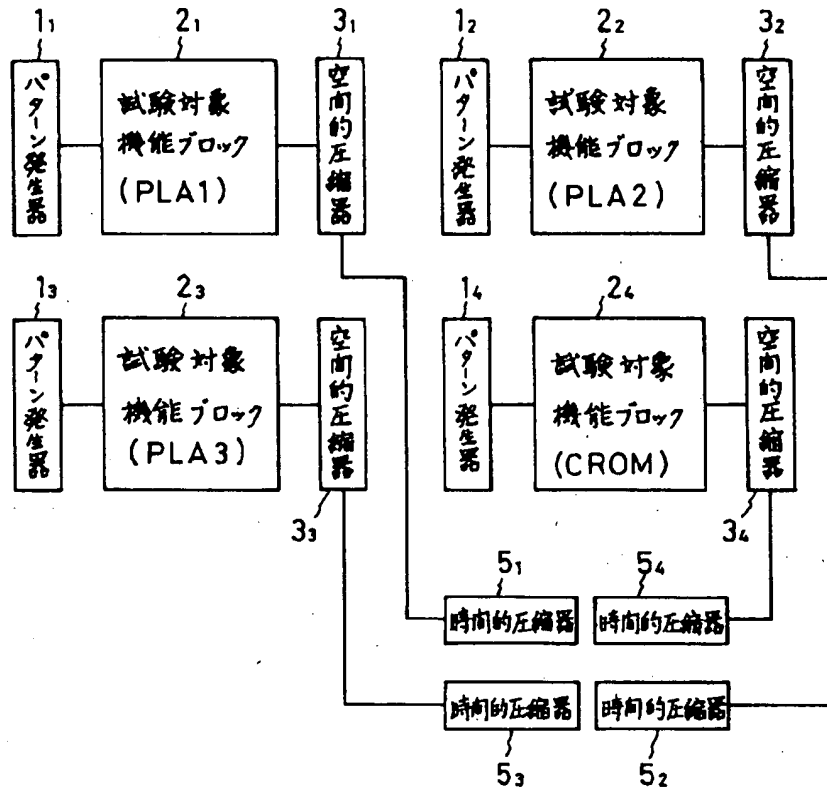 1₁
2₁
3₁
パターン発生器
試験対象
機能ブロック
(PLA1)
空間的圧縮器
1₂
2₂
3₂
パターン発生器
試験対象
機能ブロック
(PLA2)
空間的圧縮器
1₃
2₃
パターン発生器
試験対象
機能ブロック
(PLA3)
空間的圧縮器
3₃
1₄
2₄
パターン発生器
試験対象
機能ブロック
(CROM)
空間的圧縮器
3₄
5₁
5₄
時間的圧縮器
時間的圧縮器
時間的圧縮器
時間的圧縮器
5₃
5₂